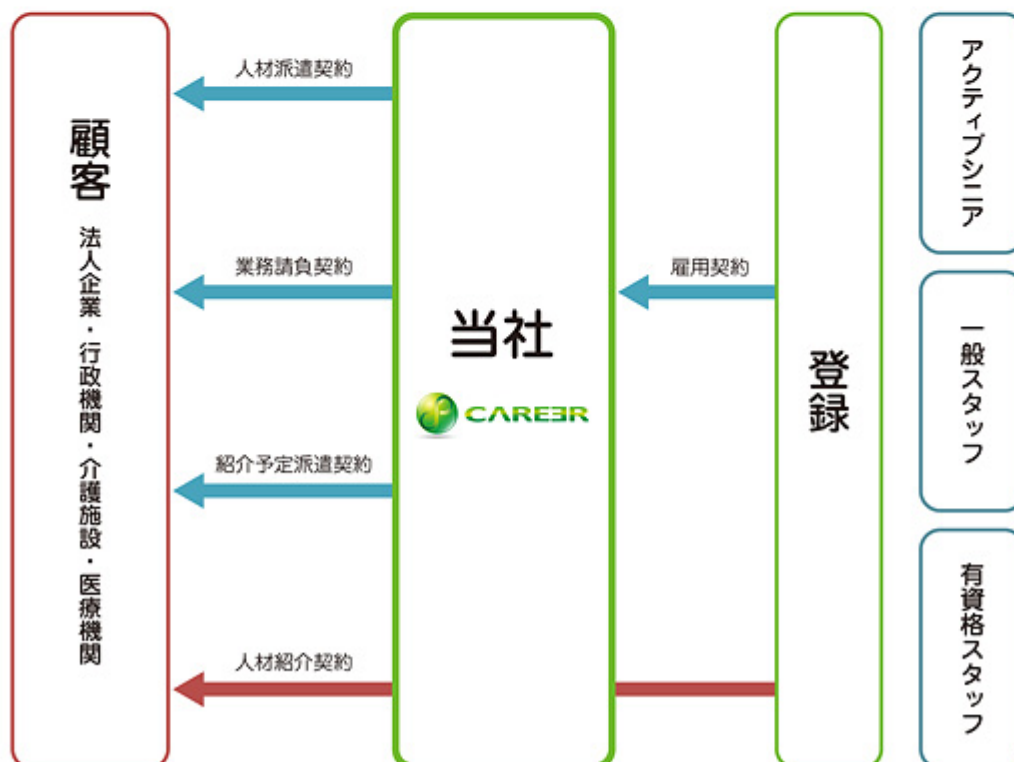 顧客
法人企業・行政機関・介護施設・医療機関
人材派遣契約
業務請負契約
紹介予定派遣契約
人材紹介契約
当社
CAREER
雇用契約
登録
アクティブシニア
一般スタッフ
有資格スタッフ